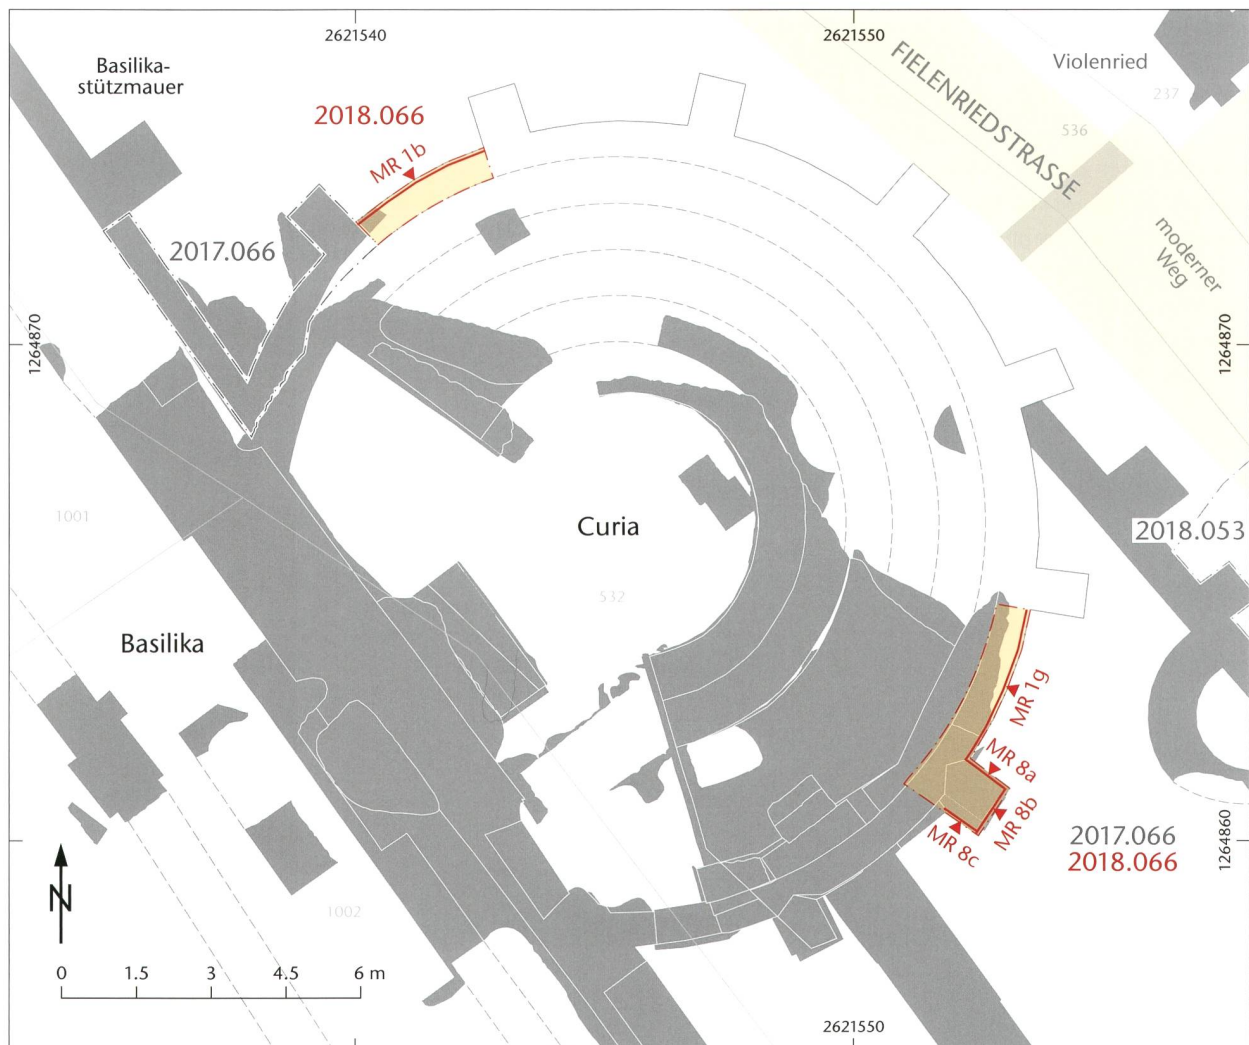 2621540
2621550
Basilika-
stützmauer
Violenried
237
2018.066
FIELENRIEDSTRASSE
536
MR 1b
2017.066
moderner
Weg
1264870
1264870
1001
Curia
2018.053
532
Basilika
MR 1g
MR 8a
MR 8b
MR 8c
2017.066
2018.066
1264860
N
1002
0 1.5 3 4.5 6 m
2621550